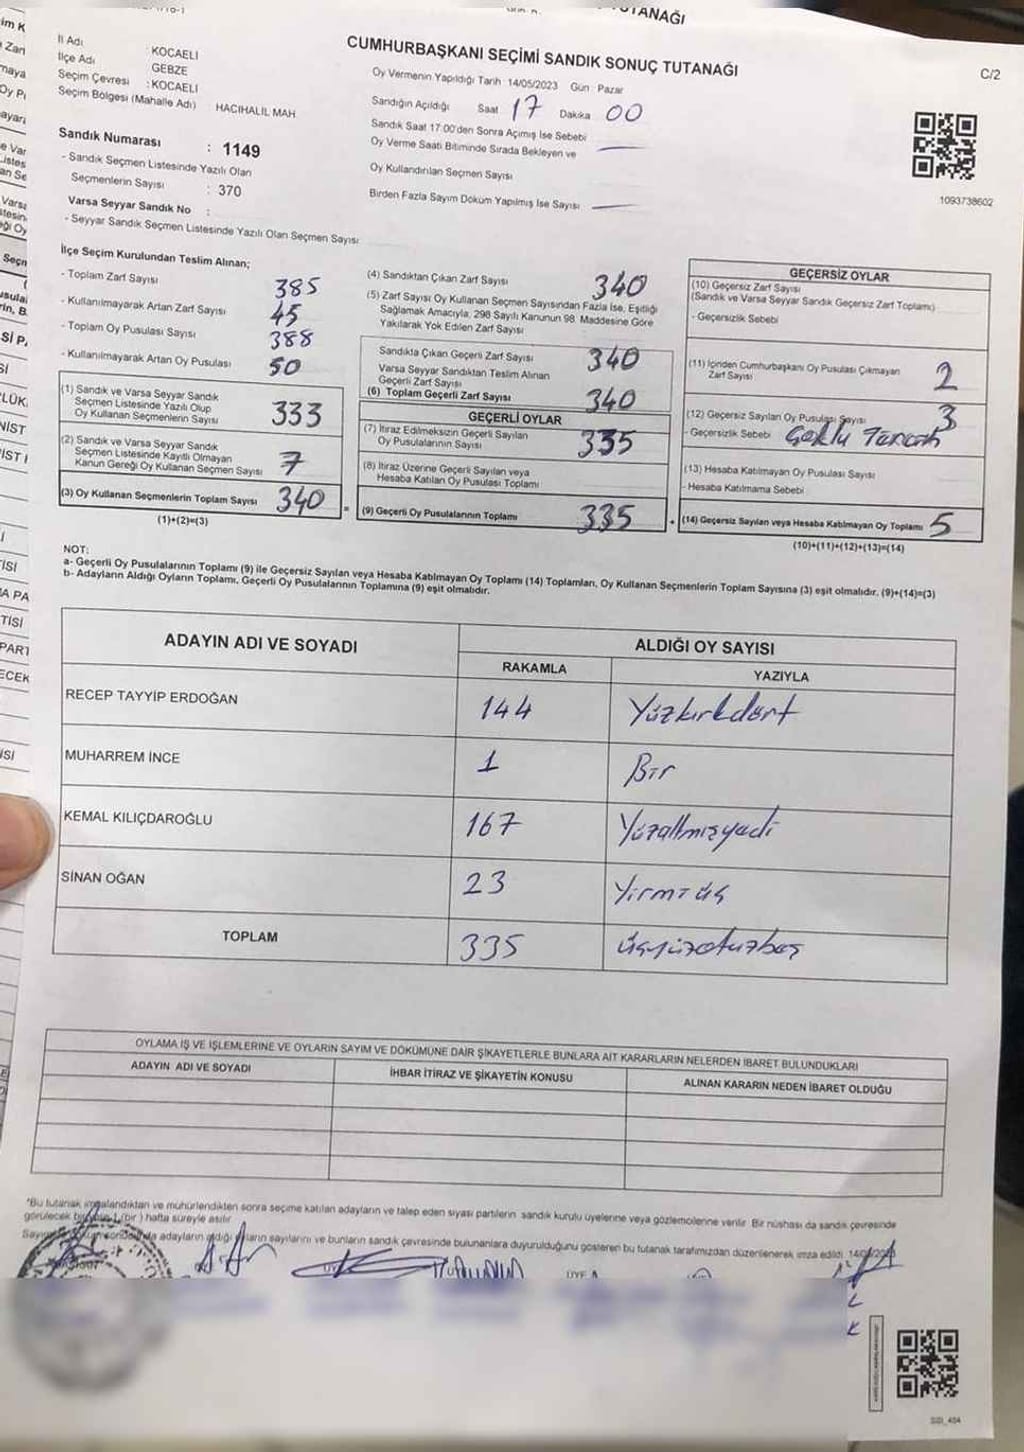 TUTANAĞI
CUMHURBAŞKANI SEÇİMİ SANDIK SONUÇ TUTANAĞI
C/2
İl Adı : KOCAELİ
İlçe Adı GEBZE
Seçim Çevresi : KOCAELİ
Seçim Bölgesi (Mahalle Adı) HACIHALİL MAH
Sandık Numarası : 1149
- Sandık Seçmen Listesinde Yazılı Olan
Seçmenlerin Sayısı : 370
Varsa Seyyar Sandık No :
- Seyyar Sandık Seçmen Listesinde Yazılı Olan Seçmen Sayısı
Oy Vermenin Yapıldığı Tarih 14/05/2023 Gün : Pazar
Sandığın Açıldığı Saat 17 Dakika 00
Sandık Saat 17:00'den Sonra Açımış İse Sebebi
Oy Verme Saati Bitiminde Sırada Bekleyen ve
Oy Kullandırılan Seçmen Sayısı
Birden Fazla Sayım Döküm Yapılmış İse Sayısı
1093738602
İlçe Seçim Kurulundan Teslim Alınan;
- Toplam Zarf Sayısı 385
- Kullanılmayarak Artan Zarf Sayısı 45
- Toplam Oy Pusulası Sayısı 388
- Kullanılmayarak Artan Oy Pusulası 50
(1) Sandık ve Varsa Seyyar Sandık
Seçmen Listesinde Yazılı Olup
Oy Kullanan Seçmenlerin Sayısı 333
(2) Sandık ve Varsa Seyyar Sandık
Seçmen Listesinde Kayıtlı Olmayan
Kanun Gereği Oy Kullanan Seçmen Sayısı 7
(3) Oy Kullanan Seçmenlerin Toplam Sayısı 340
(1)+(2)=(3)
(4) Sandıktan Çıkan Zarf Sayısı 340
(5) Zarf Sayısı Oy Kullanan Seçmen Sayısından Fazla İse, Eşitliği
Sağlamak Amacıyla, 298 Sayılı Kanunun 98. Maddesine Göre
Yakılarak Yok Edilen Zarf Sayısı
Sandıkta Çıkan Geçerli Zarf Sayısı 340
Varsa Seyyar Sandıktan Teslim Alınan
Geçerli Zarf Sayısı
(6) Toplam Geçerli Zarf Sayısı 340
GEÇERLİ OYLAR
(7) İtiraz Edilmeksizin Geçerli Sayılan
Oy Pusulalarının Sayısı 335
(8) İtiraz Üzerine Geçerli Sayılan veya
Hesaba Katılan Oy Pusulası Toplamı
(9) Geçerli Oy Pusulalarının Toplamı 335
GEÇERSİZ OYLAR
(10) Geçersiz Zarf Sayısı
(Sandık ve Varsa Seyyar Sandık Geçersiz Zarf Toplamı)
- Geçersizlik Sebebi
(11) İçinden Cumhurbaşkanı Oy Pusulası Çıkmayan
Zarf Sayısı 2
(12) Geçersiz Sayılan Oy Pusulası Sayısı 3
- Geçersizlik Sebebi
(13) Hesaba Katılmayan Oy Pusulası Sayısı
- Hesaba Katılmama Sebebi
(14) Geçersiz Sayılan veya Hesaba Katılmayan Oy Toplamı 5
(10)+(11)+(12)+(13)=(14)
NOT:
a- Geçerli Oy Pusulalarının Toplamı (9) ile Geçersiz Sayılan veya Hesaba Katılmayan Oy Toplamı (14) Toplamları, Oy Kullanan Seçmenlerin Toplam Sayısına (3) eşit olmalıdır, (9)+(14)=(3)
b- Adayların Aldığı Oyların Toplamı, Geçerli Oy Pusulalarının Toplamına (9) eşit olmalıdır.
ADAYIN ADI VE SOYADI ALDIĞI OY SAYISI
RAKAMLA YAZIYLA
RECEP TAYYİP ERDOĞAN 144 Yüzkırkdört
MUHARREM İNCE 1 Bir
KEMAL KILIÇDAROĞLU 167 Yüzaltmışyedi
SİNAN OĞAN 23 Yirmiüç
TOPLAM 335 üçyüzotuzbeş
OYLAMA İŞ VE İŞLEMLERİNE VE OYLARIN SAYIM VE DÖKÜMÜNE DAİR ŞİKAYETLERLE BUNLARA AİT KARARLARIN NELERDEN İBARET BULUNDUKLARI
ADAYIN ADI VE SOYADI İHBAR İTİRAZ VE ŞİKAYETİN KONUSU ALINAN KARARIN NEDEN İBARET OLDUĞU
*Bu tutanak imzalandıktan ve mühürlendikten sonra seçime katılan adayların ve talep eden siyasi partilerin sandık kurulu üyelerine veya gözlemcilerine verilir. Bir nüshası da sandık çevresinde
görülecek bir yere 1 (bir ) hafta süreyle asılır
adayların aldığı oyların sayılarını ve bunların sandık çevresinde bulunanlara duyurulduğunu gösteren bu tutanak tarafımızdan düzenlenerek imza edildi.